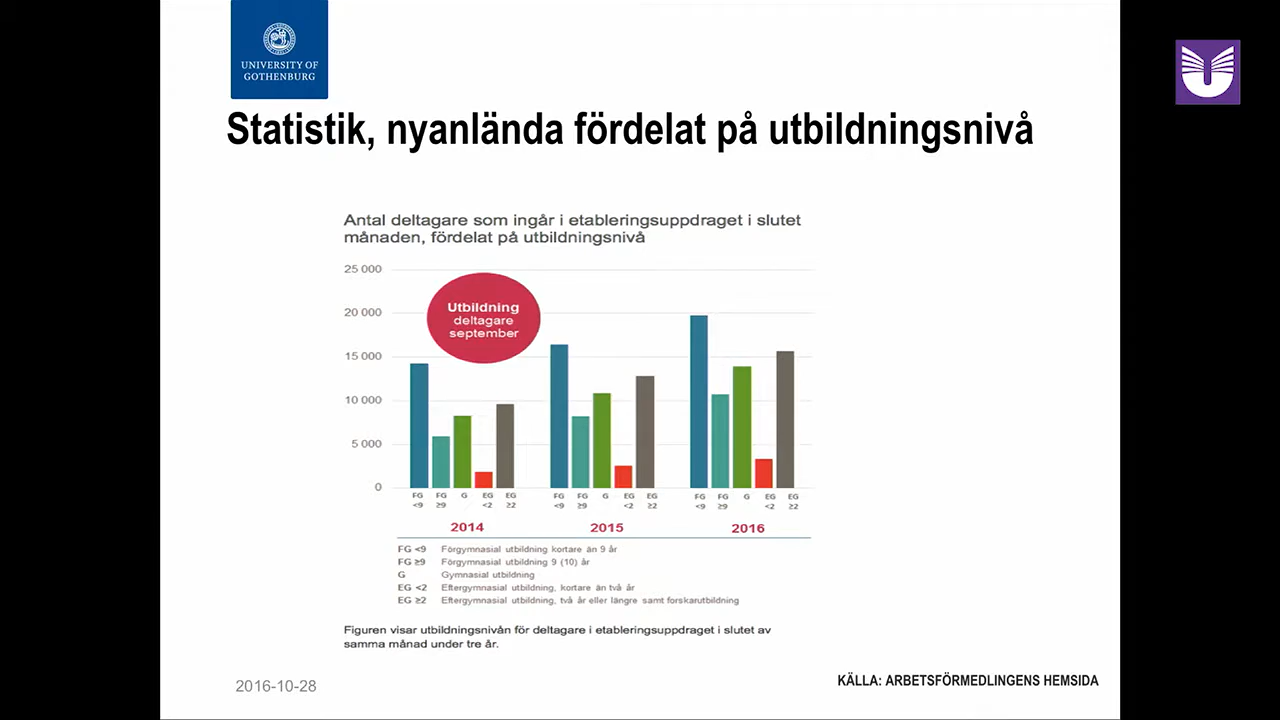 UNIVERSITY OF
GOTHENBURG
Statistik, nyanlända fördelat på utbildningsnivå
Antal deltagare som ingår i etableringsuppdraget i slutet
månaden, fördelat på utbildningsnivå
25 000
20 000
15 000
10 000
5 000
0
Utbildning
deltagare
september
FG FG G EG EG FG FG G EG EG FG FG G EG EG
<9 ≥9 <2 ≥2 <9 ≥9 <2 ≥2 <9 ≥9 <2 ≥2
2014 2015 2016
FG <9 Förgymnasial utbildning kortare än 9 år
FG ≥9 Förgymnasial utbildning 9 (10) år
G Gymnasial utbildning
EG <2 Eftergymnasial utbildning, kortare än två år
EG ≥2 Eftergymnasial utbildning, två år eller längre samt forskarutbildning
Figuren visar utbildningsnivån för deltagare i etableringsuppdraget i slutet av
samma månad under tre år.
2016-10-28
KÄLLA: ARBETSFÖRMEDLINGENS HEMSIDA